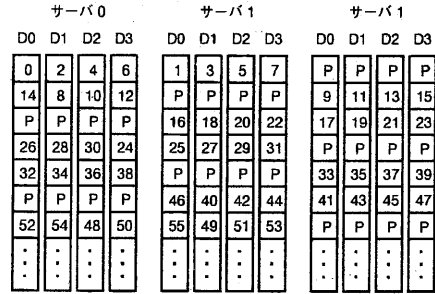 サーバ 0 サーバ 1 サーバ 1
D0 D1 D2 D3 D0 D1 D2 D3 D0 D1 D2 D3
0 2 4 6 1 3 5 7 P P P P
14 8 10 12 P P P P 9 11 13 15
P P P P 16 18 20 22 17 19 21 23
26 28 30 24 25 27 29 31 P P P P
32 34 36 38 P P P P 33 35 37 39
P P P P 46 40 42 44 41 43 45 47
52 54 48 50 55 49 51 53 P P P P